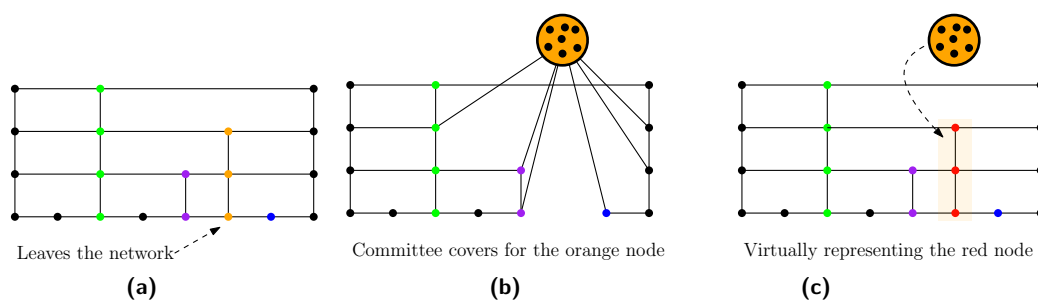 Leaves the network
Committee covers for the orange node
Virtually representing the red node
(a)
(b)
(c)